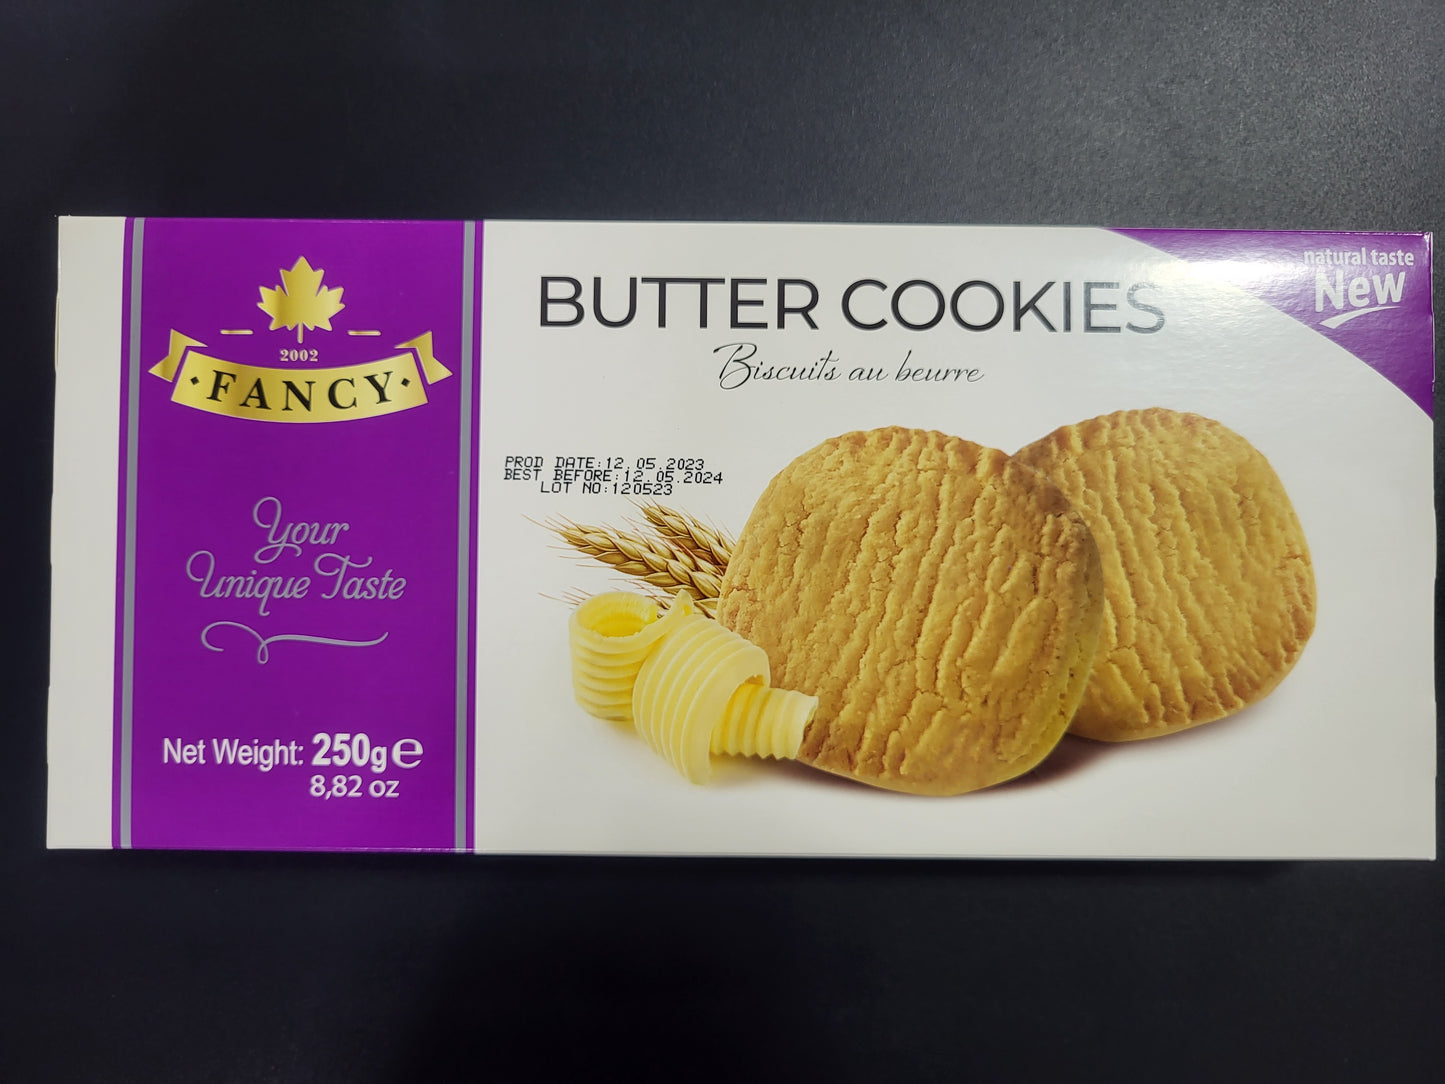 2002
FANCY
Your
Unique Taste
Net Weight: 250g℮
8,82 oz
BUTTER COOKIES
Biscuits au beurre
PROD DATE:12.05.2023
BEST BEFORE:12.05.2024
LOT NO:120523
natural taste
New